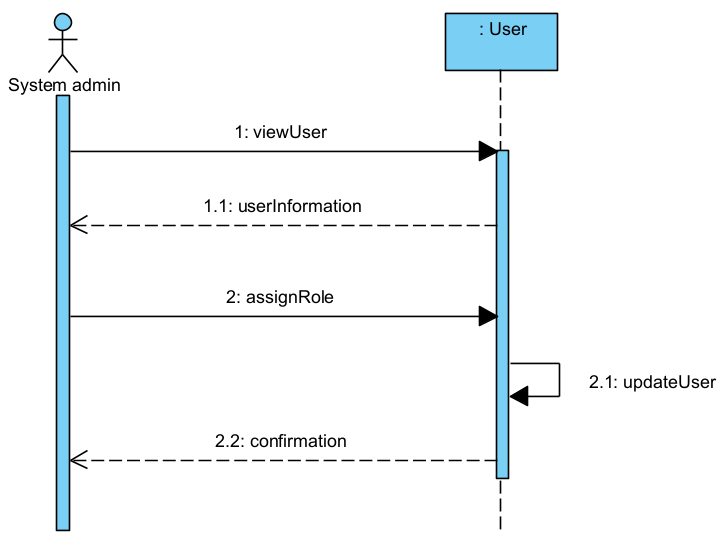 : User
System admin
1: viewUser
1.1: userInformation
2: assignRole
2.1: updateUser
2.2: confirmation